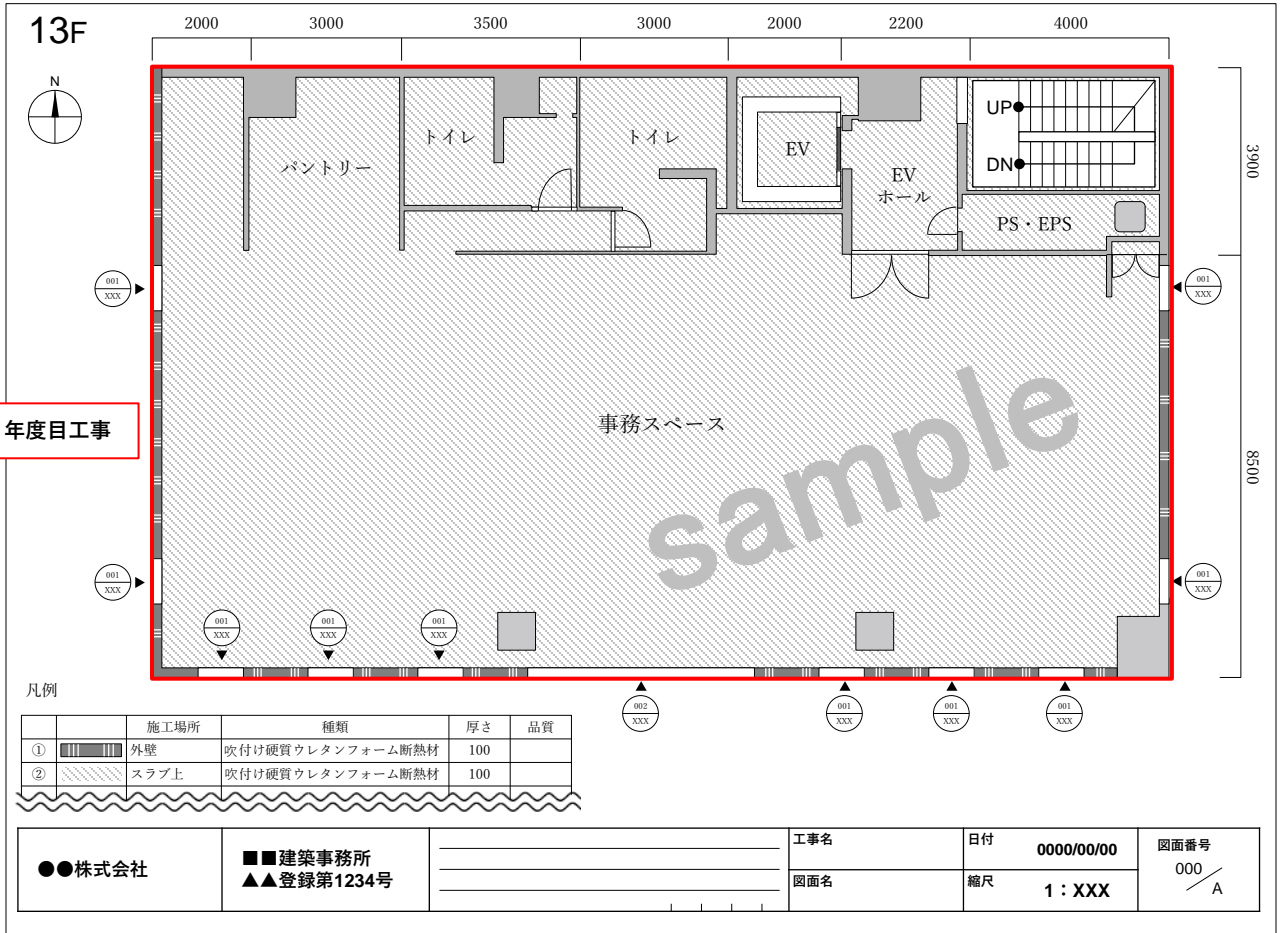 13F
2000 3000 3500 3000 2000 2200 4000
N
UP
DN
トイレ
トイレ
EV
パントリー
EV
ホール
PS・EPS
3900
001
XXX
001
XXX
事務スペース
sample
年度目工事
8500
001
XXX
001
XXX
001
XXX
001
XXX
001
XXX
凡例
002
XXX
001
XXX
001
XXX
001
XXX
施工場所 種類 厚さ 品質
① 外壁 吹付け硬質ウレタンフォーム断熱材 100
② スラブ上 吹付け硬質ウレタンフォーム断熱材 100
●●株式会社
■■建築事務所
▲▲登録第1234号
工事名
図面名
日付 0000/00/00
縮尺 1：XXX
図面番号
000/A